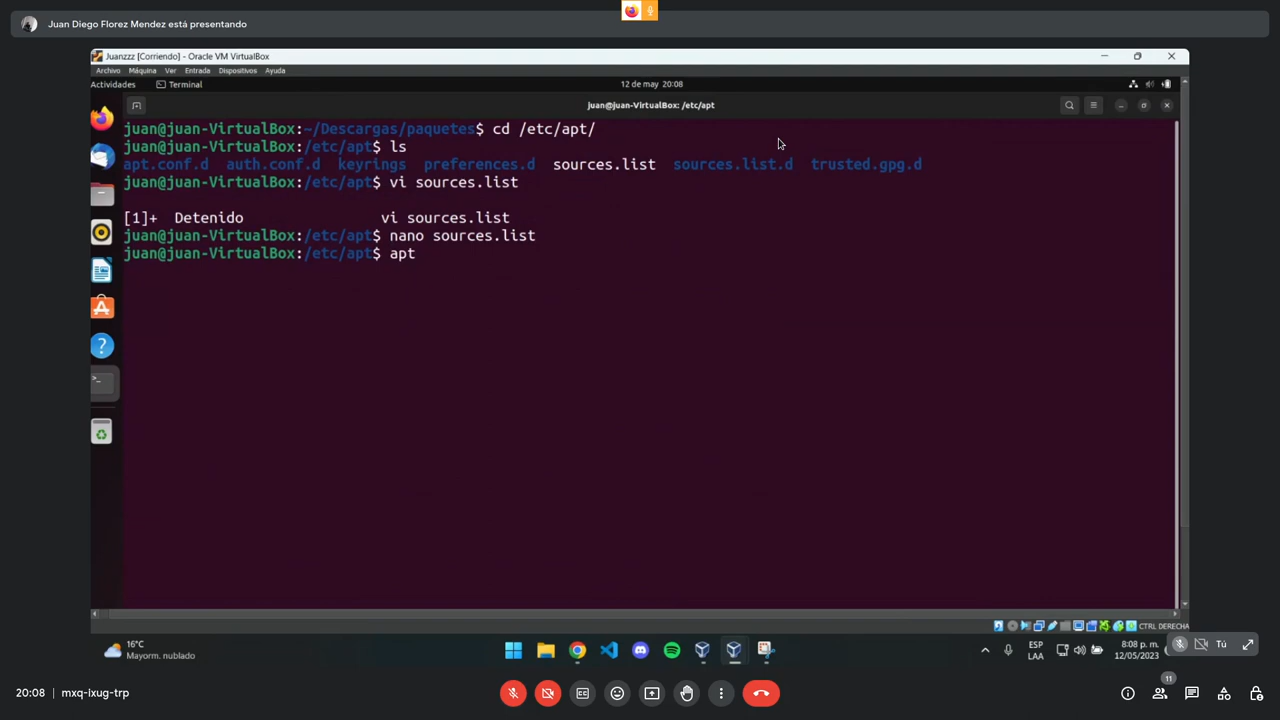 Juan Diego Florez Mendez está presentando
Juanzzz [Corriendo] - Oracle VM VirtualBox
Archivo Máquina Ver Entrada Dispositivos Ayuda
Actividades Terminal 12 de may 20:08
juan@juan-VirtualBox: /etc/apt
juan@juan-VirtualBox:~/Descargas/paquetes$ cd /etc/apt/
juan@juan-VirtualBox:/etc/apt$ ls
apt.conf.d auth.conf.d keyrings preferences.d sources.list sources.list.d trusted.gpg.d
juan@juan-VirtualBox:/etc/apt$ vi sources.list
[1]+ Detenido vi sources.list
juan@juan-VirtualBox:/etc/apt$ nano sources.list
juan@juan-VirtualBox:/etc/apt$ apt
CTRL DERECHA
16°C
Mayorm. nublado
ESP
LAA
8:08 p. m.
12/05/2023
Tú
20:08 mxq-ixug-trp
11